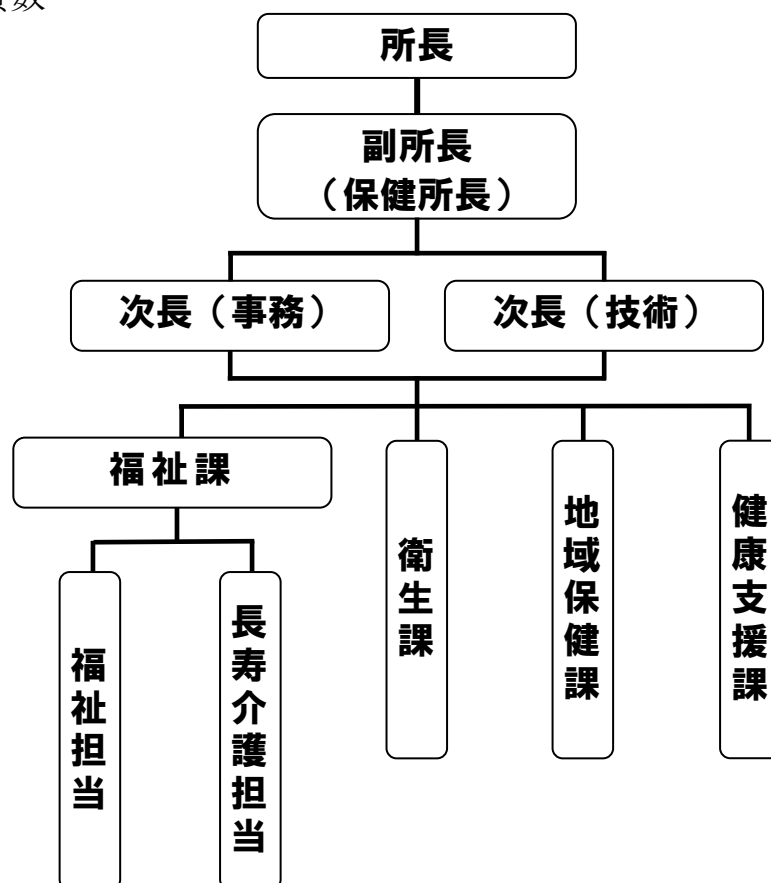 所長
副所長
（保健所長）
次長（事務）
次長（技術）
福祉課
衛生課
地域保健課
健康支援課
福祉担当
長寿介護担当